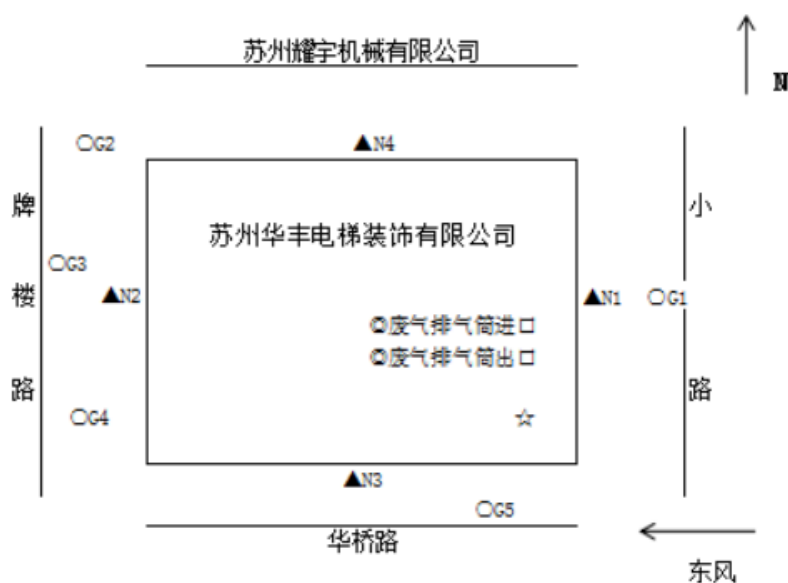 苏州耀宇机械有限公司
N
○G2
▲N4
牌楼路
小路
苏州华丰电梯装饰有限公司
○G3
▲N2
▲N1
○G1
◎废气排气筒进口
◎废气排气筒出口
○G4
☆
▲N3
○G5
华桥路
东风